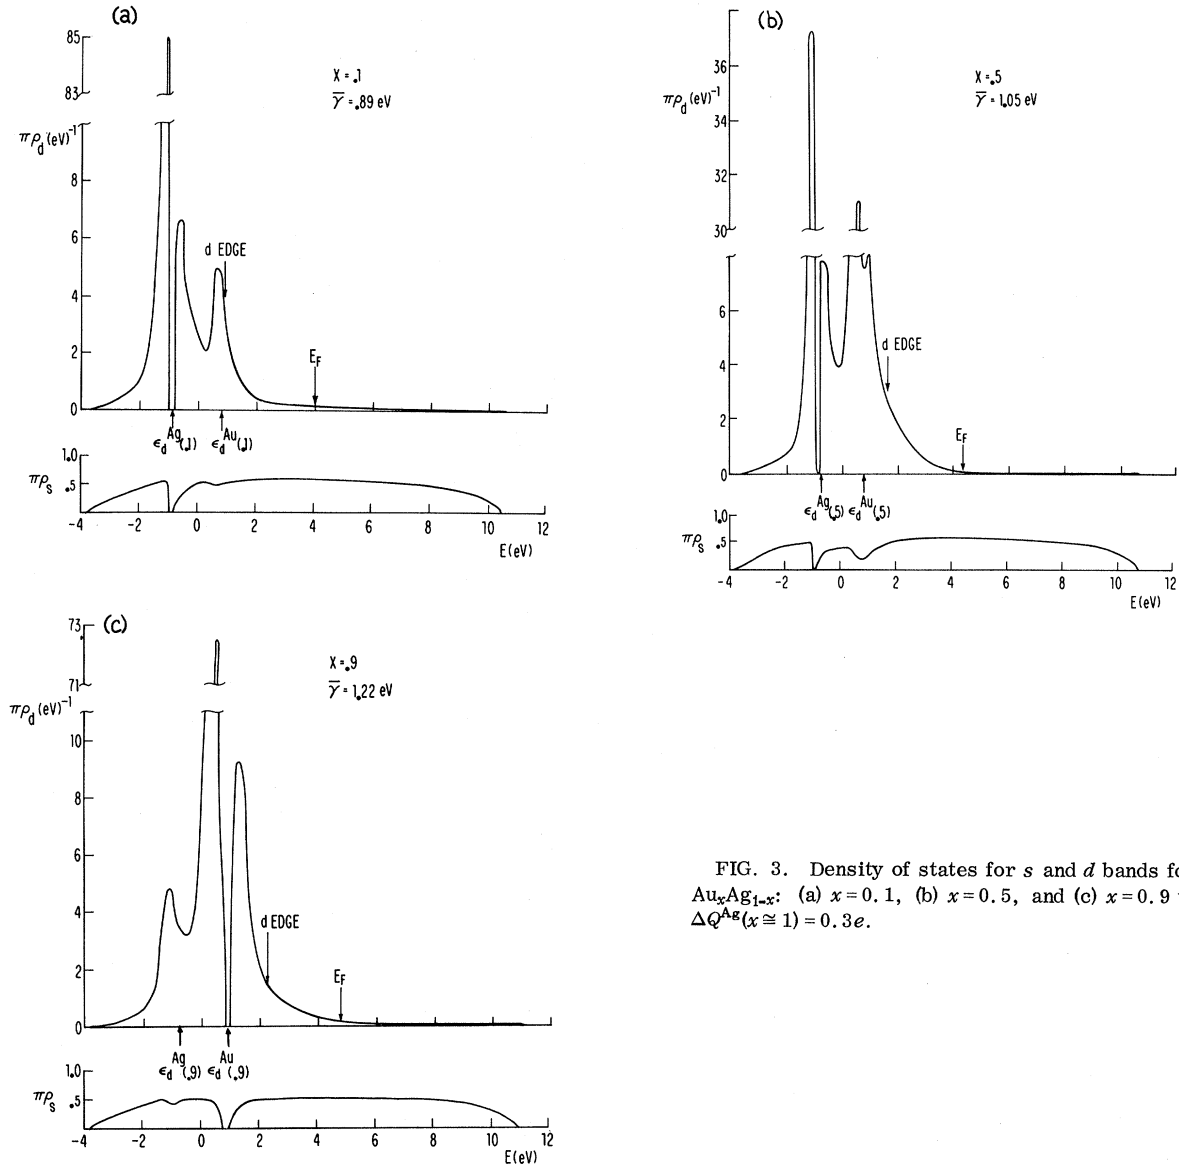 (a)
85
83
πρd (eV)-1
8
6
4
2
0
X = .1
γ̅ = .89 eV
d EDGE
EF
ϵdAg(.1) ϵdAu(.1)
1.0
πρs .5
-4 -2 0 2 4 6 8 10 12
E(eV)
(b)
36
πρd (eV)-1
34
32
30
6
4
2
0
X = .5
γ̅ = 1.05 eV
d EDGE
EF
ϵdAg(.5) ϵdAu(.5)
1.0
πρs .5
-4 -2 0 2 4 6 8 10 12
E(eV)
(c)
73
71
πρd (eV)-1
10
8
6
4
2
0
X = .9
γ̅ = 1.22 eV
d EDGE
EF
ϵdAg(.9) ϵdAu(.9)
1.0
πρs .5
-4 -2 0 2 4 6 8 10 12
E(eV)
FIG. 3. Density of states for s and d bands fo
AuxAg1-x: (a) x = 0.1, (b) x = 0.5, and (c) x = 0.9
ΔQAg(x ≅ 1) = 0.3e.